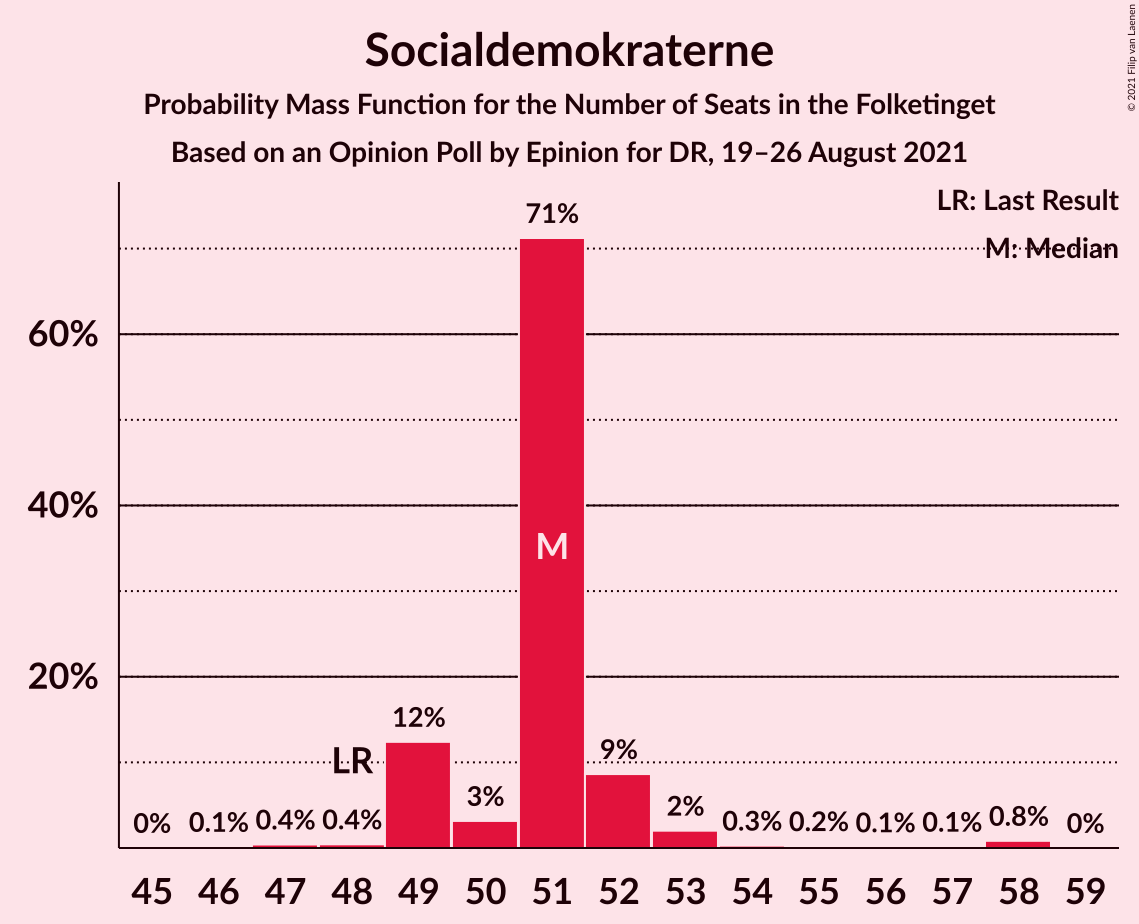 Socialdemokraterne
Probability Mass Function for the Number of Seats in the Folketinget
Based on an Opinion Poll by Epinion for DR, 19–26 August 2021
© 2021 Filip van Laenen
LR: Last Result
M: Median
60%
40%
20%
0%
0.1%
0.4%
0.4%
12%
3%
71%
9%
2%
0.3%
0.2%
0.1%
0.1%
0.8%
0%
LR
M
45 46 47 48 49 50 51 52 53 54 55 56 57 58 59